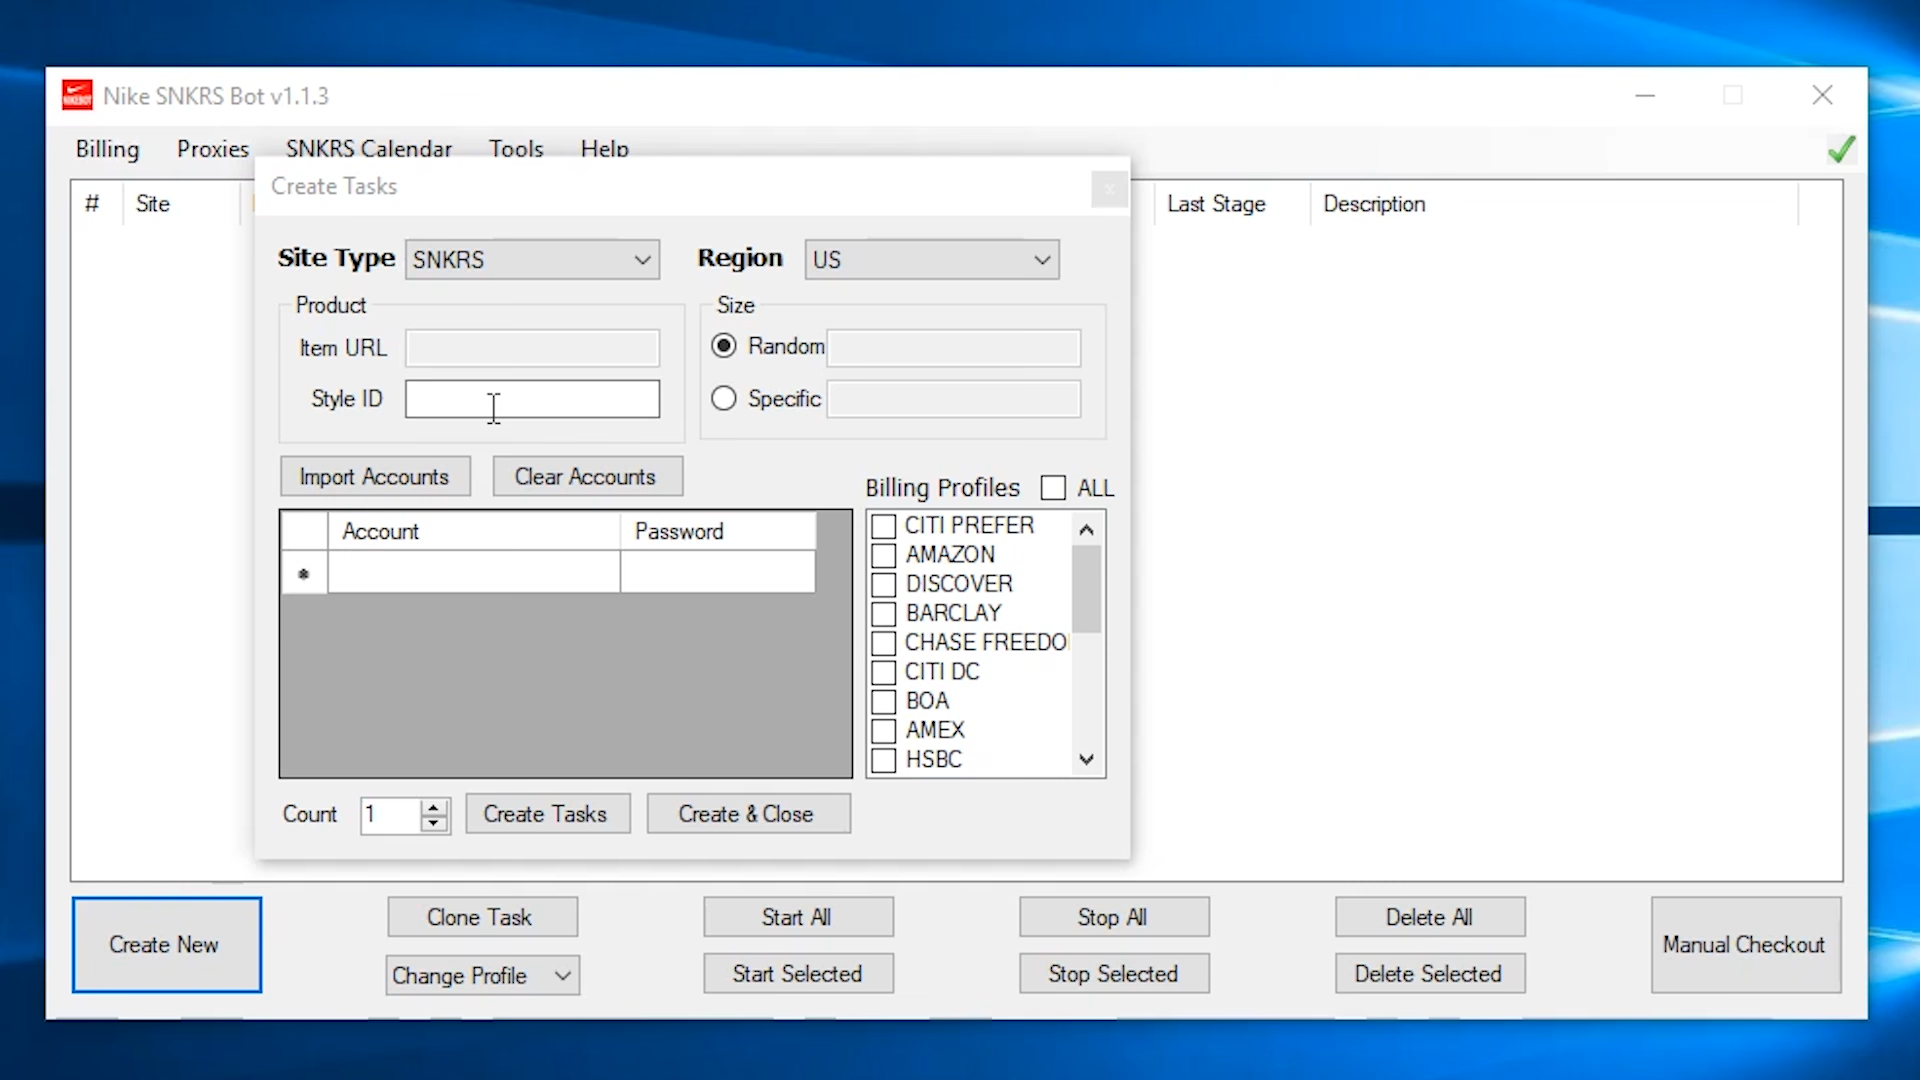 Nike SNKRS Bot v1.1.3
Billing Proxies SNKRS Calendar Tools Help
Create Tasks
# Site Last Stage Description
Site Type SNKRS Region US
Product Size
Item URL Random
Style ID Specific
Import Accounts Clear Accounts
Billing Profiles ALL
Account Password
CITI PREFER
AMAZON
DISCOVER
BARCLAY
CHASE FREEDO
CITI DC
BOA
AMEX
HSBC
Count 1 Create Tasks Create & Close
Create New
Clone Task Start All Stop All Delete All
Manual Checkout
Change Profile Start Selected Stop Selected Delete Selected